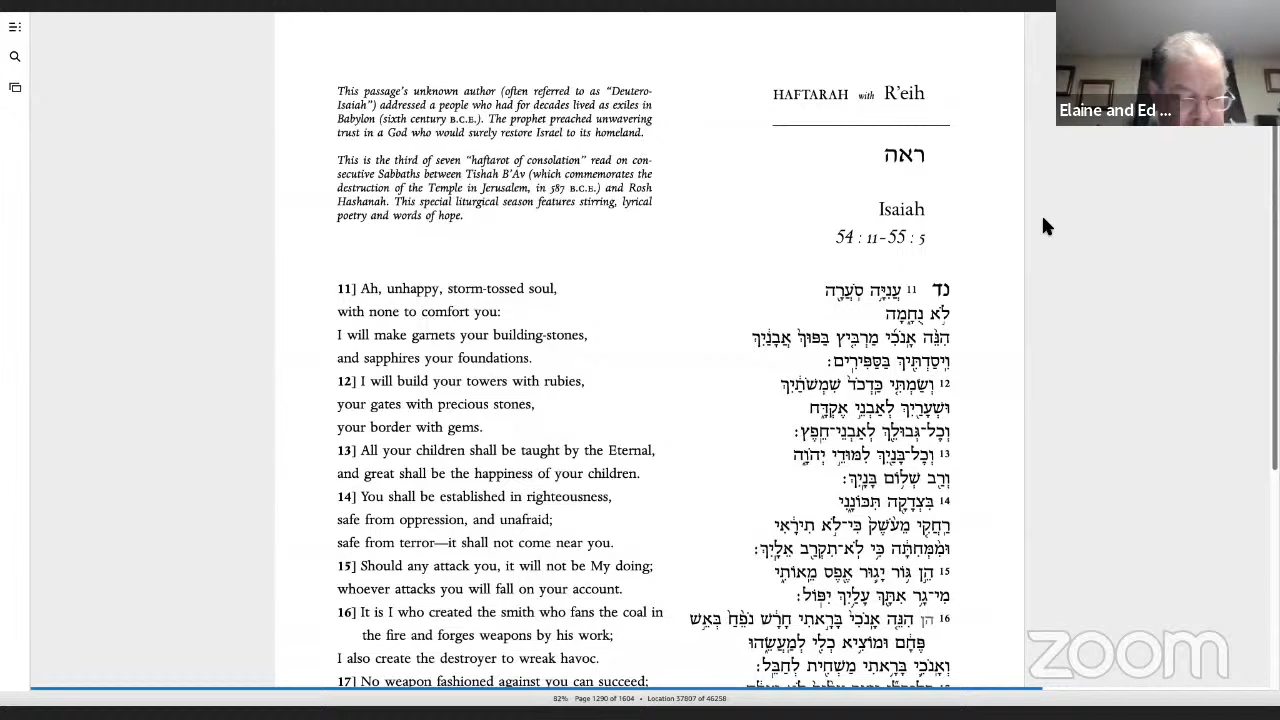 This passage's unknown author (often referred to as "Deutero-
Isaiah") addressed a people who had for decades lived as exiles in
Babylon (sixth century B.C.E.). The prophet preached unwavering
trust in a God who would surely restore Israel to its homeland.
This is the third of seven "haftarot of consolation" read on con-
secutive Sabbaths between Tishah B'Av (which commemorates the
destruction of the Temple in Jerusalem, in 587 B.C.E.) and Rosh
Hashanah. This special liturgical season features stirring, lyrical
poetry and words of hope.
HAFTARAH with R'eih
ראה
Isaiah
54 : 11–55 : 5
11] Ah, unhappy, storm-tossed soul,
with none to comfort you:
I will make garnets your building-stones,
and sapphires your foundations.
12] I will build your towers with rubies,
your gates with precious stones,
your border with gems.
13] All your children shall be taught by the Eternal,
and great shall be the happiness of your children.
14] You shall be established in righteousness,
safe from oppression, and unafraid;
safe from terror—it shall not come near you.
15] Should any attack you, it will not be My doing;
whoever attacks you will fall on your account.
16] It is I who created the smith who fans the coal in
the fire and forges weapons by his work;
I also create the destroyer to wreak havoc.
17] No weapon fashioned against you can succeed;
נד 11 עֲנִיָּ֥ה סֹעֲרָ֖ה
לֹ֣א נֻחָ֑מָה
הִנֵּ֨ה אָנֹכִ֜י מַרְבִּ֤יץ בַּפּוּךְ֙ אֲבָנַ֔יִךְ
וִֽיסַדְתִּ֖יךְ בַּסַּפִּירִֽים׃
12 וְשַׂמְתִּ֤י כַּֽדְכֹד֙ שִׁמְשֹׁתַ֔יִךְ
וּשְׁעָרַ֖יִךְ לְאַבְנֵ֣י אֶקְדָּ֑ח
וְכׇל־גְּבוּלֵ֖ךְ לְאַבְנֵי־חֵֽפֶץ׃
13 וְכׇל־בָּנַ֖יִךְ לִמּוּדֵ֣י יְהֹוָ֑ה
וְרַ֖ב שְׁל֥וֹם בָּנָֽיִךְ׃
14 בִּצְדָקָ֖ה תִּכּוֹנָ֑נִי
רַחֲקִ֤י מֵעֹ֙שֶׁק֙ כִּי־לֹ֣א תִירָ֔אִי
וּמִ֨מְּחִתָּ֔ה כִּ֥י לֹא־תִקְרַ֖ב אֵלָֽיִךְ׃
15 הֵ֣ן גּ֥וֹר יָג֛וּר אֶ֖פֶס מֵאוֹתִ֑י
מִי־גָ֥ר אִתָּ֖ךְ עָלַ֥יִךְ יִפּֽוֹל׃
16 הן הִנֵּ֤ה אָֽנֹכִי֙ בָּרָ֣אתִי חָרָ֔שׁ נֹפֵ֙חַ֙ בְּאֵ֣שׁ
פֶּחָ֔ם וּמוֹצִ֥יא כְלִ֖י לְמַעֲשֵׂ֑הוּ
וְאָנֹכִ֛י בָּרָ֥אתִי מַשְׁחִ֖ית לְחַבֵּֽל׃
Elaine and Ed ...
zoom
82% Page 1290 of 1604 • Location 37807 of 46258